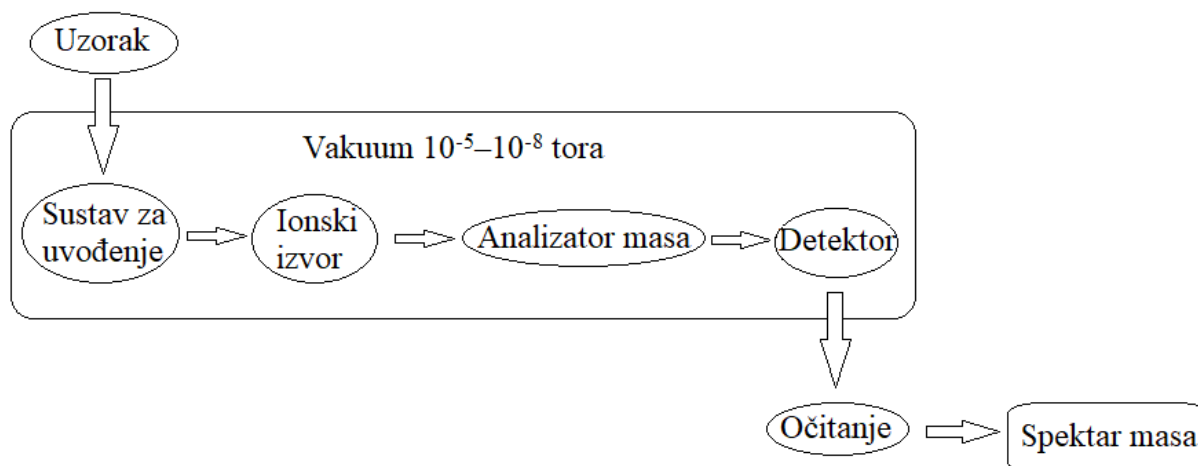 Uzorak
Vakuum 10⁻⁵–10⁻⁸ tora
Sustav za
uvođenje
Ionski
izvor
Analizator masa
Detektor
Očitanje
Spektar masa